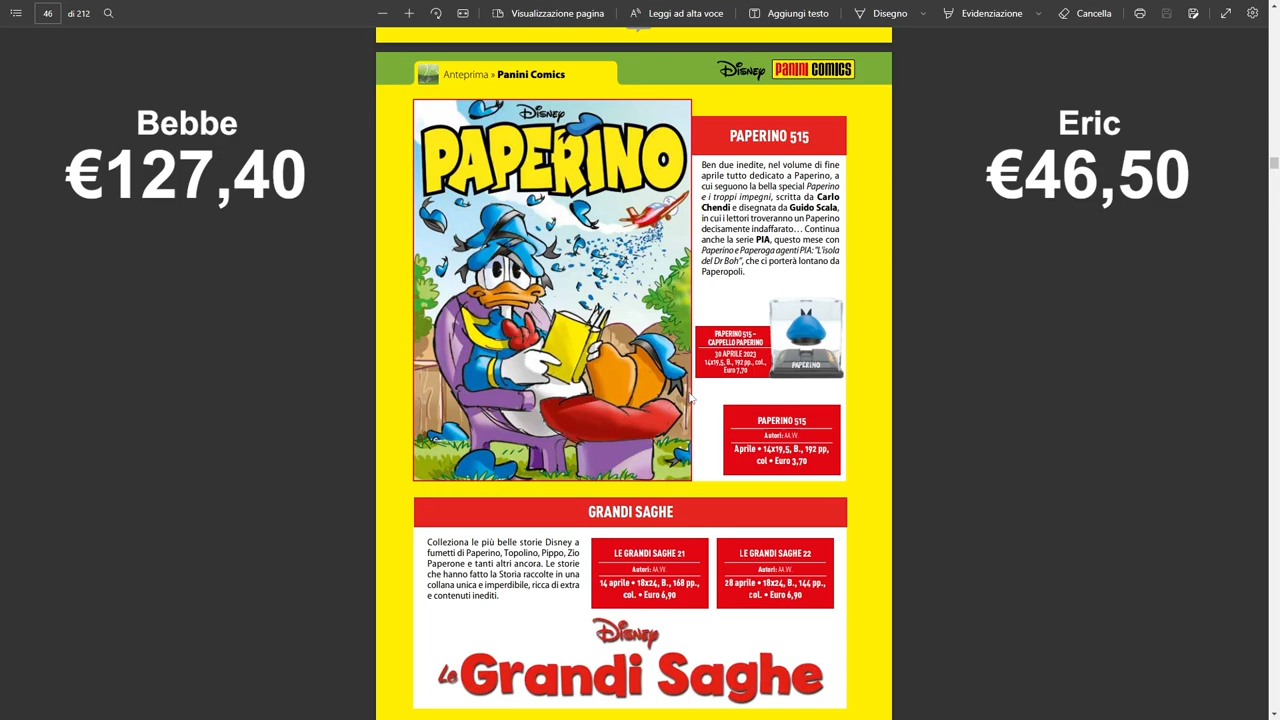 46 di 212
Visualizzazione pagina
Leggi ad alta voce
Aggiungi testo
Disegno
Evidenziazione
Cancella
Anteprima » Panini Comics
Disney
PANINI COMICS
Bebbe
€127,40
Eric
€46,50
Disney
PAPERINO
PAPERINO 515
Ben due inedite, nel volume di fine
aprile tutto dedicato a Paperino, a
cui seguono la bella special Paperino
e i troppi impegni, scritta da Carlo
Chendi e disegnata da Guido Scala,
in cui i lettori troveranno un Paperino
decisamente indaffarato… Continua
anche la serie PIA, questo mese con
Paperino e Paperoga agenti PIA: "L'isola
del Dr Boh", che ci porterà lontano da
Paperopoli.
PAPERINO 515 –
CAPPELLO PAPERINO
30 APRILE 2023
14x19,5, B., 192 pp., col.,
Euro 7,70
PAPERINO
PAPERINO 515
Autori: AA.VV.
Aprile • 14x19,5, B., 192 pp,
col • Euro 3,70
GRANDI SAGHE
Colleziona le più belle storie Disney a
fumetti di Paperino, Topolino, Pippo, Zio
Paperone e tanti altri ancora. Le storie
che hanno fatto la Storia raccolte in una
collana unica e imperdibile, ricca di extra
e contenuti inediti.
LE GRANDI SAGHE 21
Autori: AA.VV.
14 aprile • 18x24, B., 168 pp.,
col. • Euro 6,90
LE GRANDI SAGHE 22
Autori: AA.VV.
28 aprile • 18x24, B., 144 pp.,
col. • Euro 6,90
Disney
Le Grandi Saghe